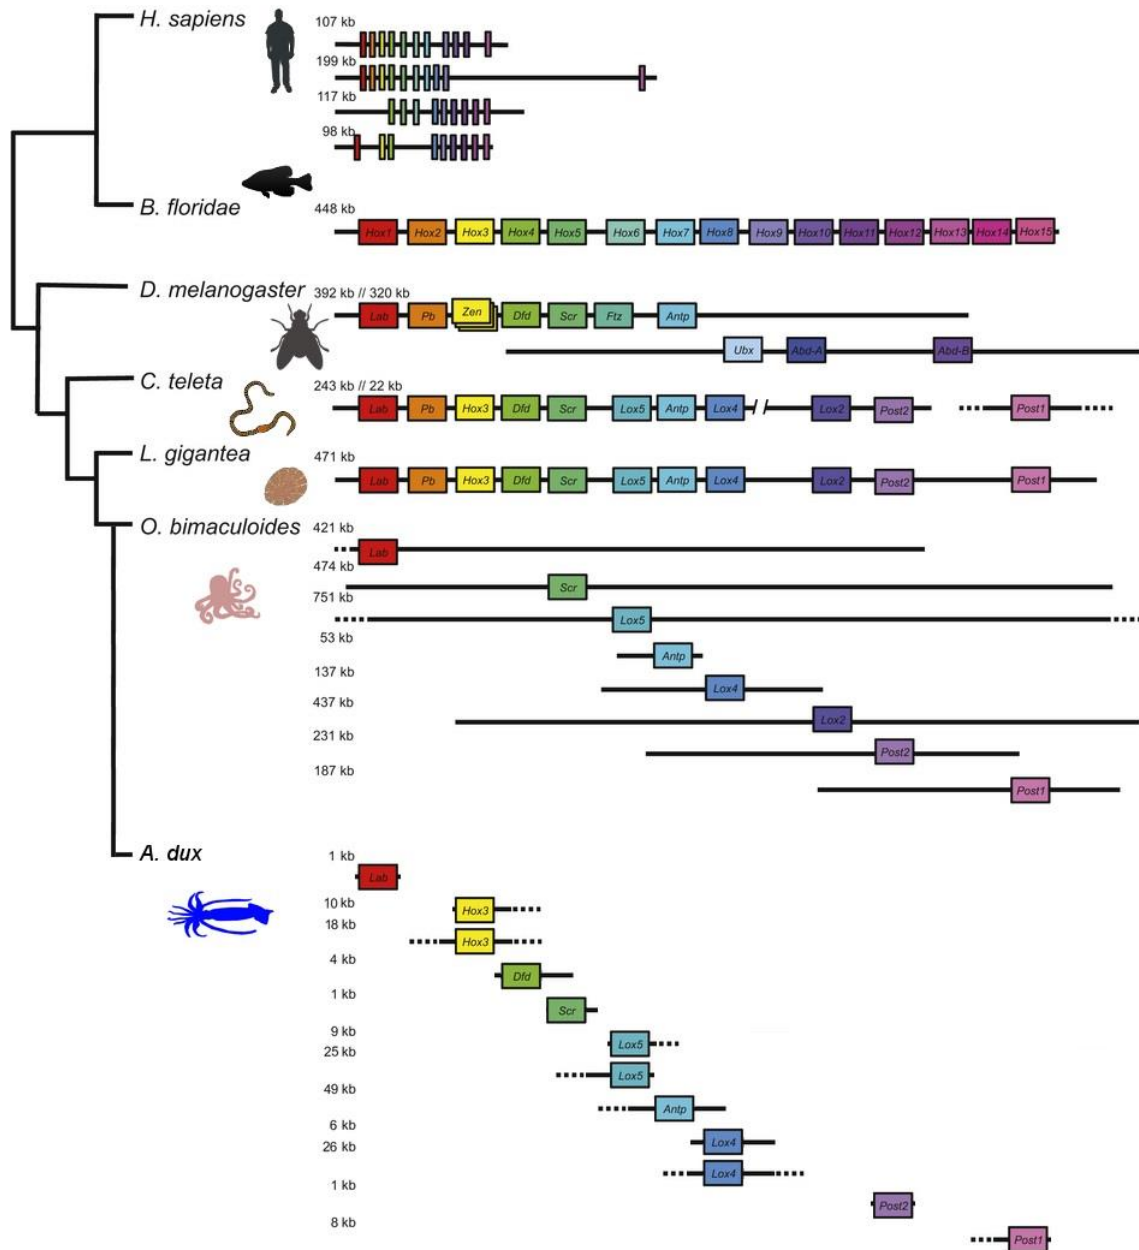 H. sapiens
107 kb
199 kb
117 kb
98 kb
B. floridae
448 kb
Hox1 Hox2 Hox3 Hox4 Hox5 Hox6 Hox7 Hox8 Hox9 Hox10 Hox11 Hox12 Hox13 Hox14 Hox15
D. melanogaster
392 kb // 320 kb
Lab Pb Zen Dfd Scr Ftz Antp
Ubx Abd-A Abd-B
C. teleta
243 kb // 22 kb
Lab Pb Hox3 Dfd Scr Lox5 Antp Lox4 // Lox2 Post2 Post1
L. gigantea
471 kb
Lab Pb Hox3 Dfd Scr Lox5 Antp Lox4 Lox2 Post2 Post1
O. bimaculoides
421 kb
Lab
474 kb
Scr
751 kb
Lox5
53 kb
Antp
137 kb
Lox4
437 kb
Lox2
231 kb
Post2
187 kb
Post1
A. dux
1 kb
Lab
10 kb
Hox3
18 kb
Hox3
4 kb
Dfd
1 kb
Scr
9 kb
Lox5
25 kb
Lox5
49 kb
Antp
6 kb
Lox4
26 kb
Lox4
1 kb
Post2
8 kb
Post1